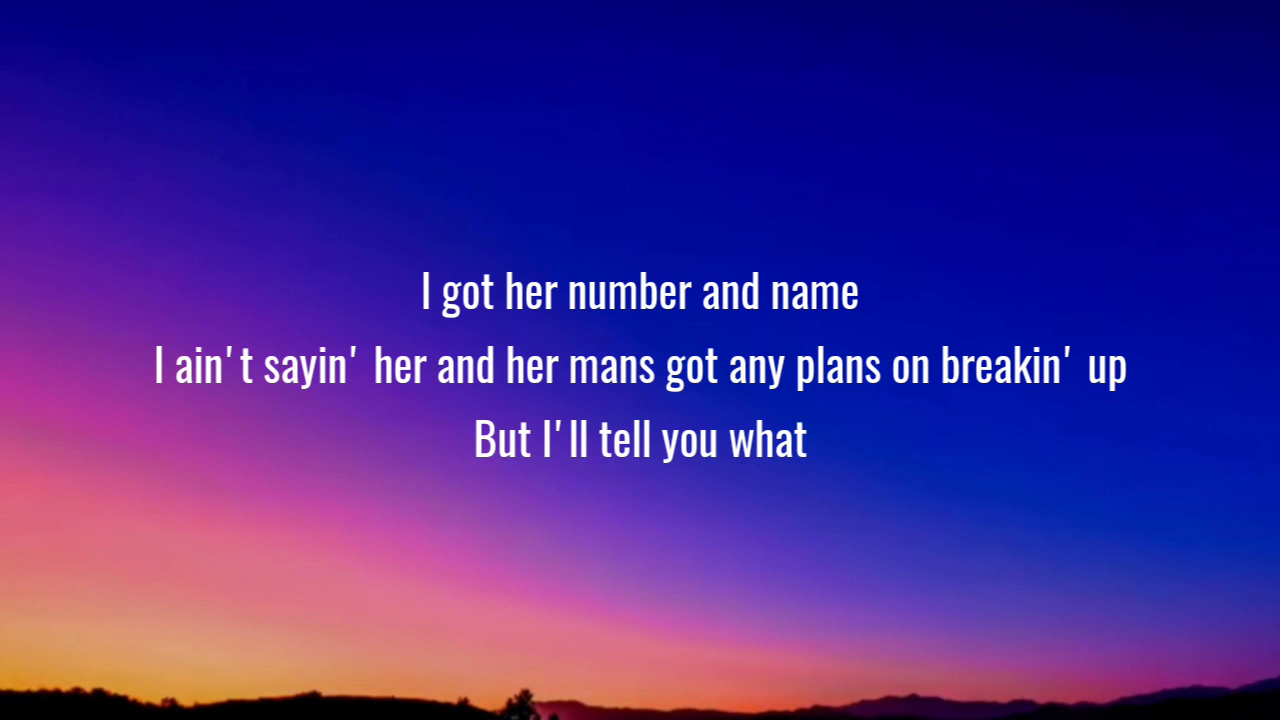 I got her number and name
I ain't sayin' her and her mans got any plans on breakin' up
But I'll tell you what